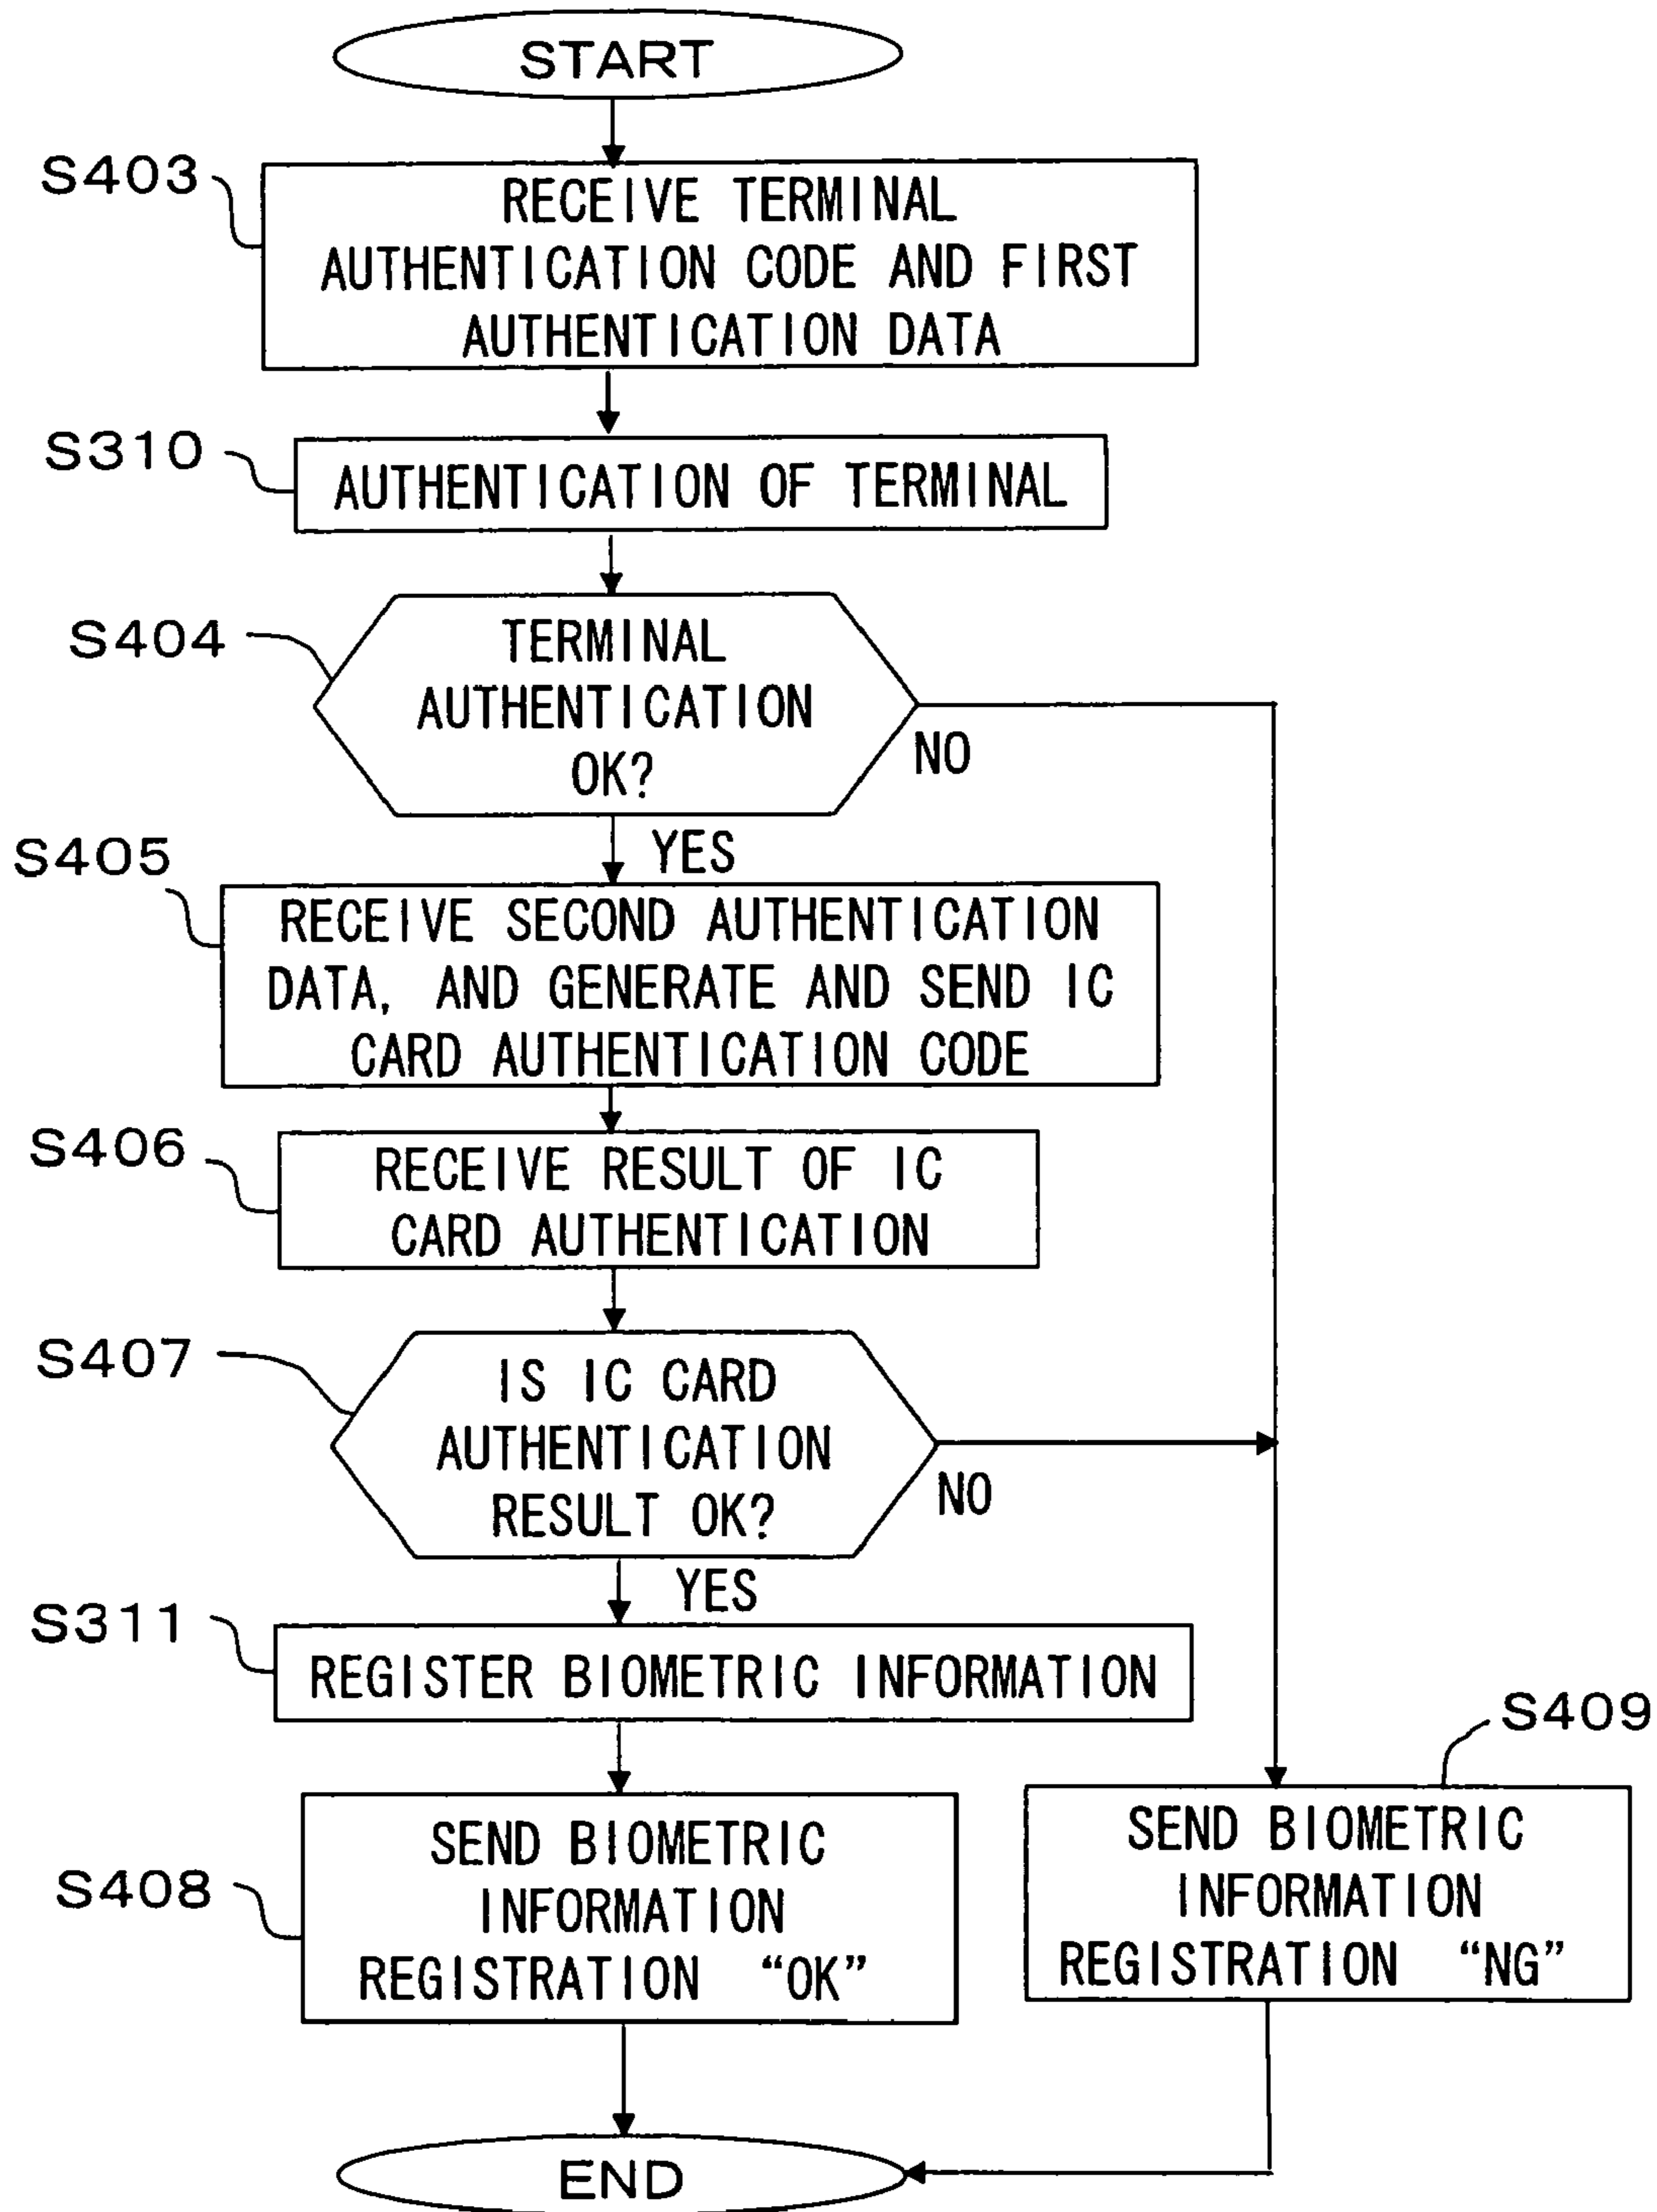 START
S403
RECEIVE TERMINAL
AUTHENTICATION CODE AND FIRST
AUTHENTICATION DATA
S310
AUTHENTICATION OF TERMINAL
S404
TERMINAL
AUTHENTICATION
OK?
NO
YES
S405
RECEIVE SECOND AUTHENTICATION
DATA, AND GENERATE AND SEND IC
CARD AUTHENTICATION CODE
S406
RECEIVE RESULT OF IC
CARD AUTHENTICATION
S407
IS IC CARD
AUTHENTICATION
RESULT OK?
NO
YES
S311
REGISTER BIOMETRIC INFORMATION
S408
SEND BIOMETRIC
INFORMATION
REGISTRATION “OK”
S409
SEND BIOMETRIC
INFORMATION
REGISTRATION “NG”
END